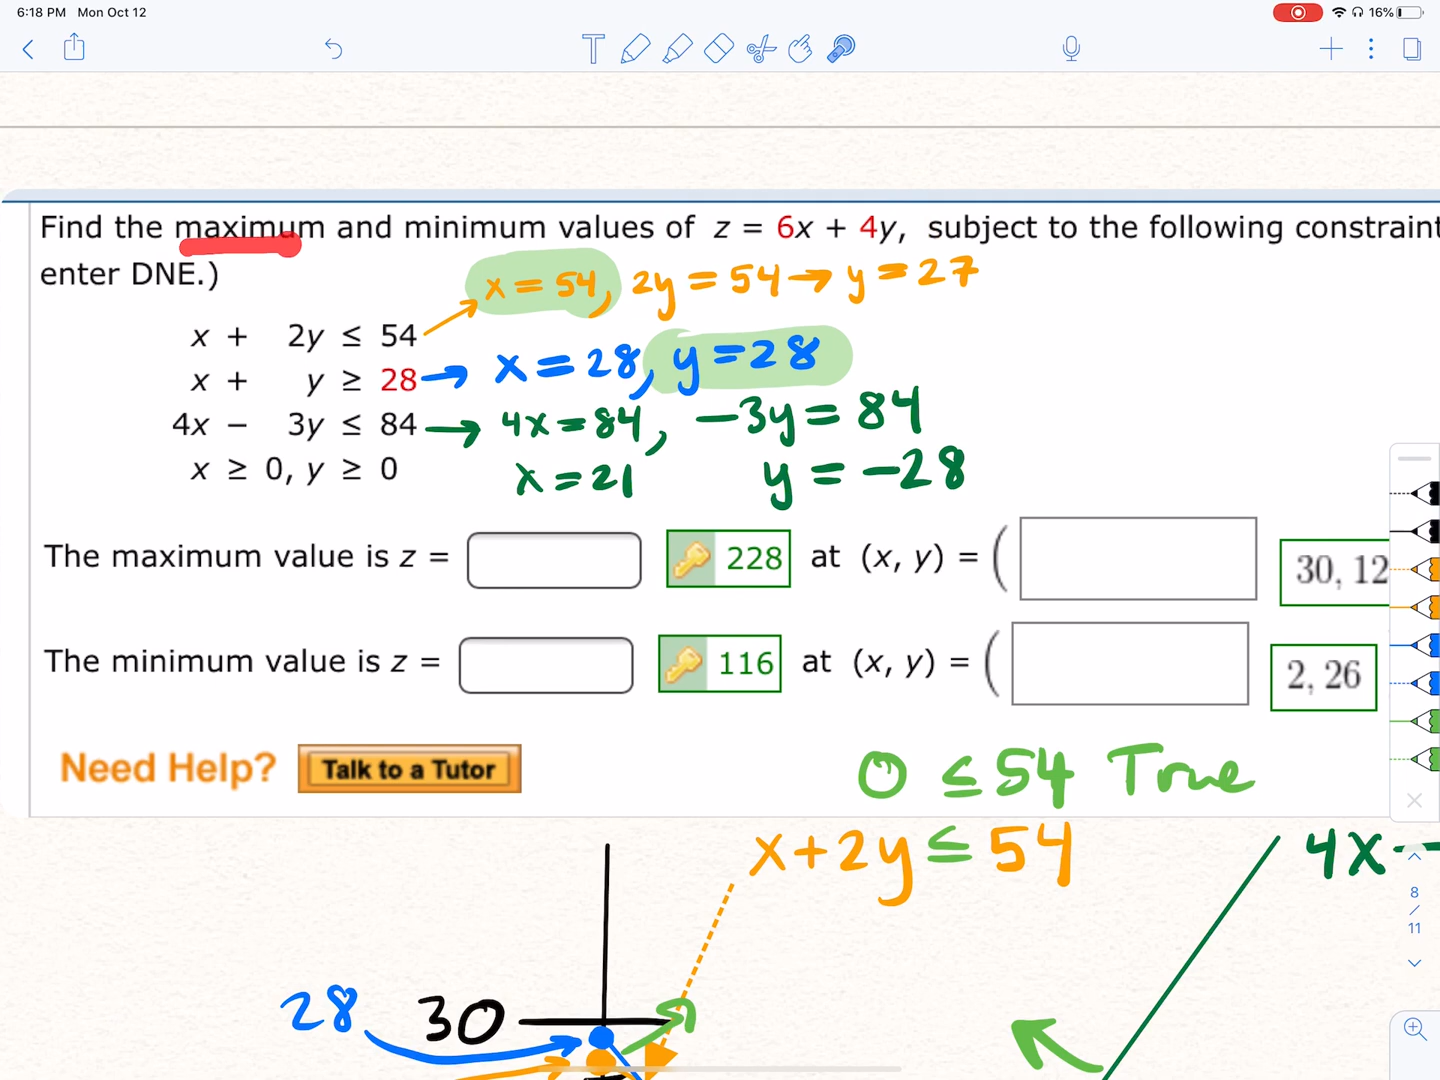 6:18 PM Mon Oct 12
16%
Find the maximum and minimum values of z = 6x + 4y, subject to the following constraint
enter DNE.)
x = 54, 2y = 54 → y = 27
x + 2y ≤ 54
x + y ≥ 28 → x = 28, y = 28
4x − 3y ≤ 84 → 4x = 84, −3y = 84
x ≥ 0, y ≥ 0
x = 21 y = −28
The maximum value is z = 228 at (x, y) = ( 30, 12
The minimum value is z = 116 at (x, y) = ( 2, 26
Need Help? Talk to a Tutor
0 ≤ 54 True
x + 2y ≤ 54
4x −
8
/
11
28 30